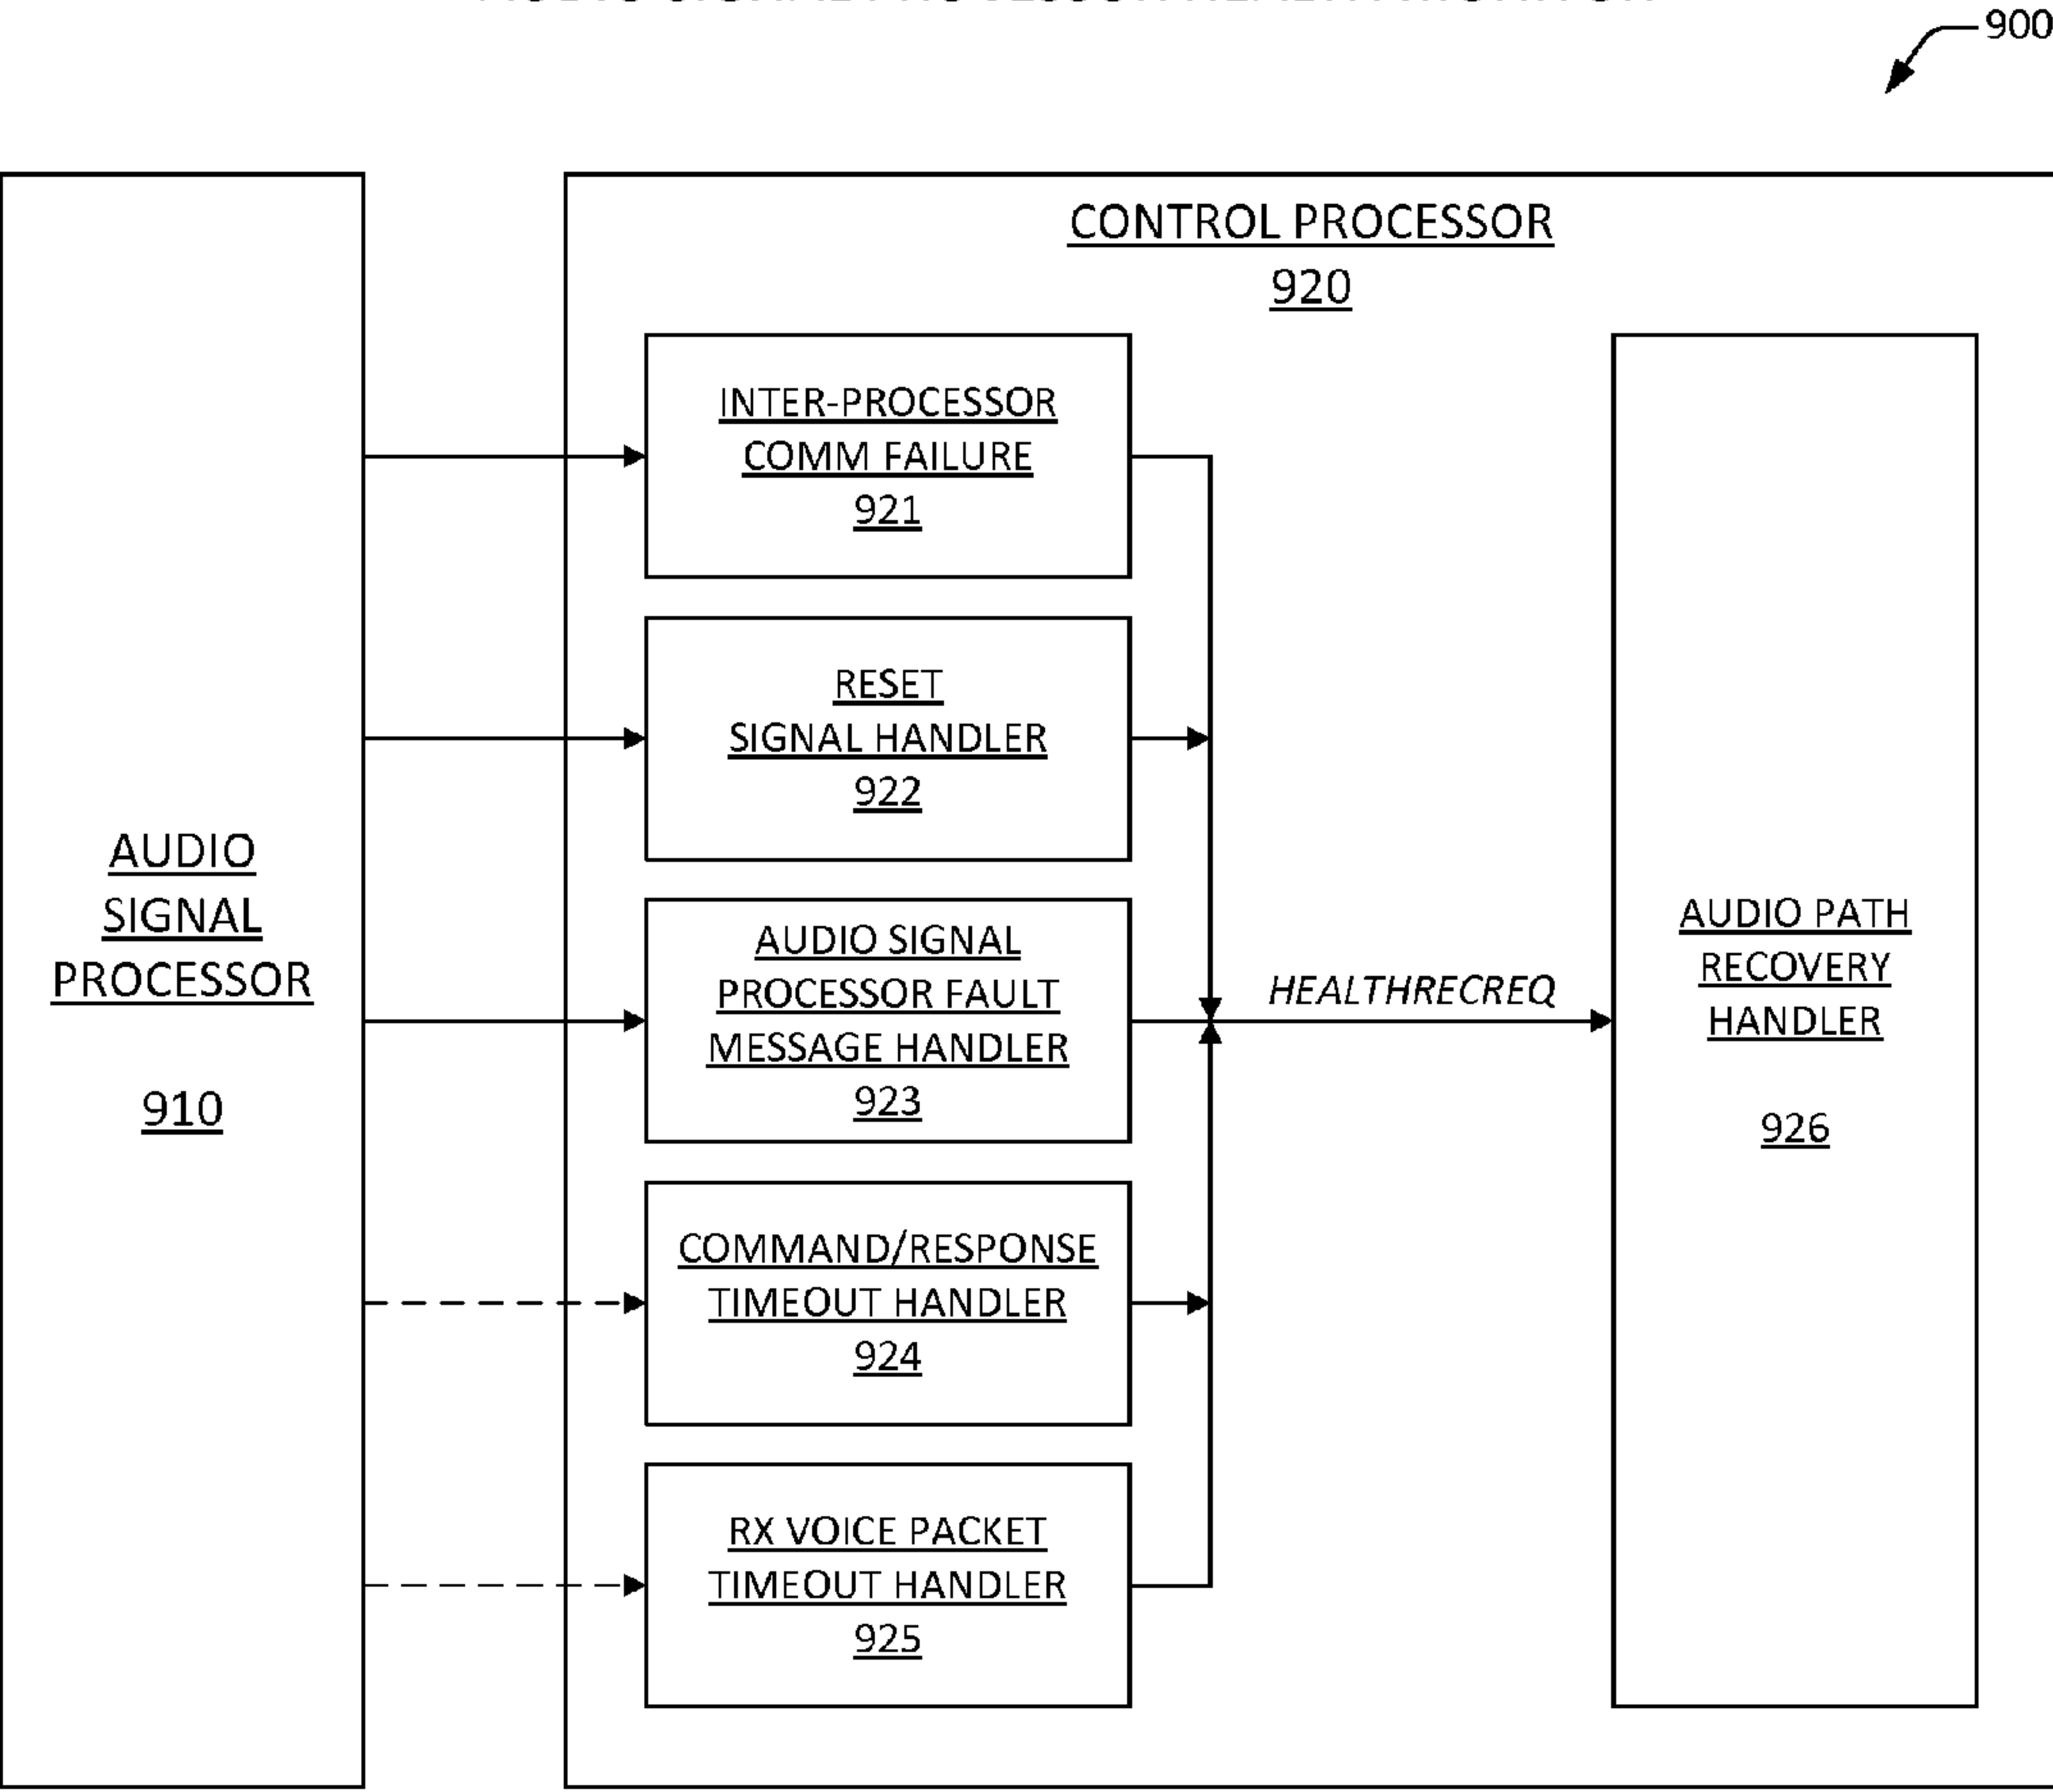 900
CONTROL PROCESSOR
920
INTER-PROCESSOR
COMM FAILURE
921
RESET
SIGNAL HANDLER
922
AUDIO
SIGNAL
PROCESSOR
910
AUDIO SIGNAL
PROCESSOR FAULT
MESSAGE HANDLER
923
HEALTHRECREQ
AUDIO PATH
RECOVERY
HANDLER
926
COMMAND/RESPONSE
TIMEOUT HANDLER
924
RX VOICE PACKET
TIMEOUT HANDLER
925